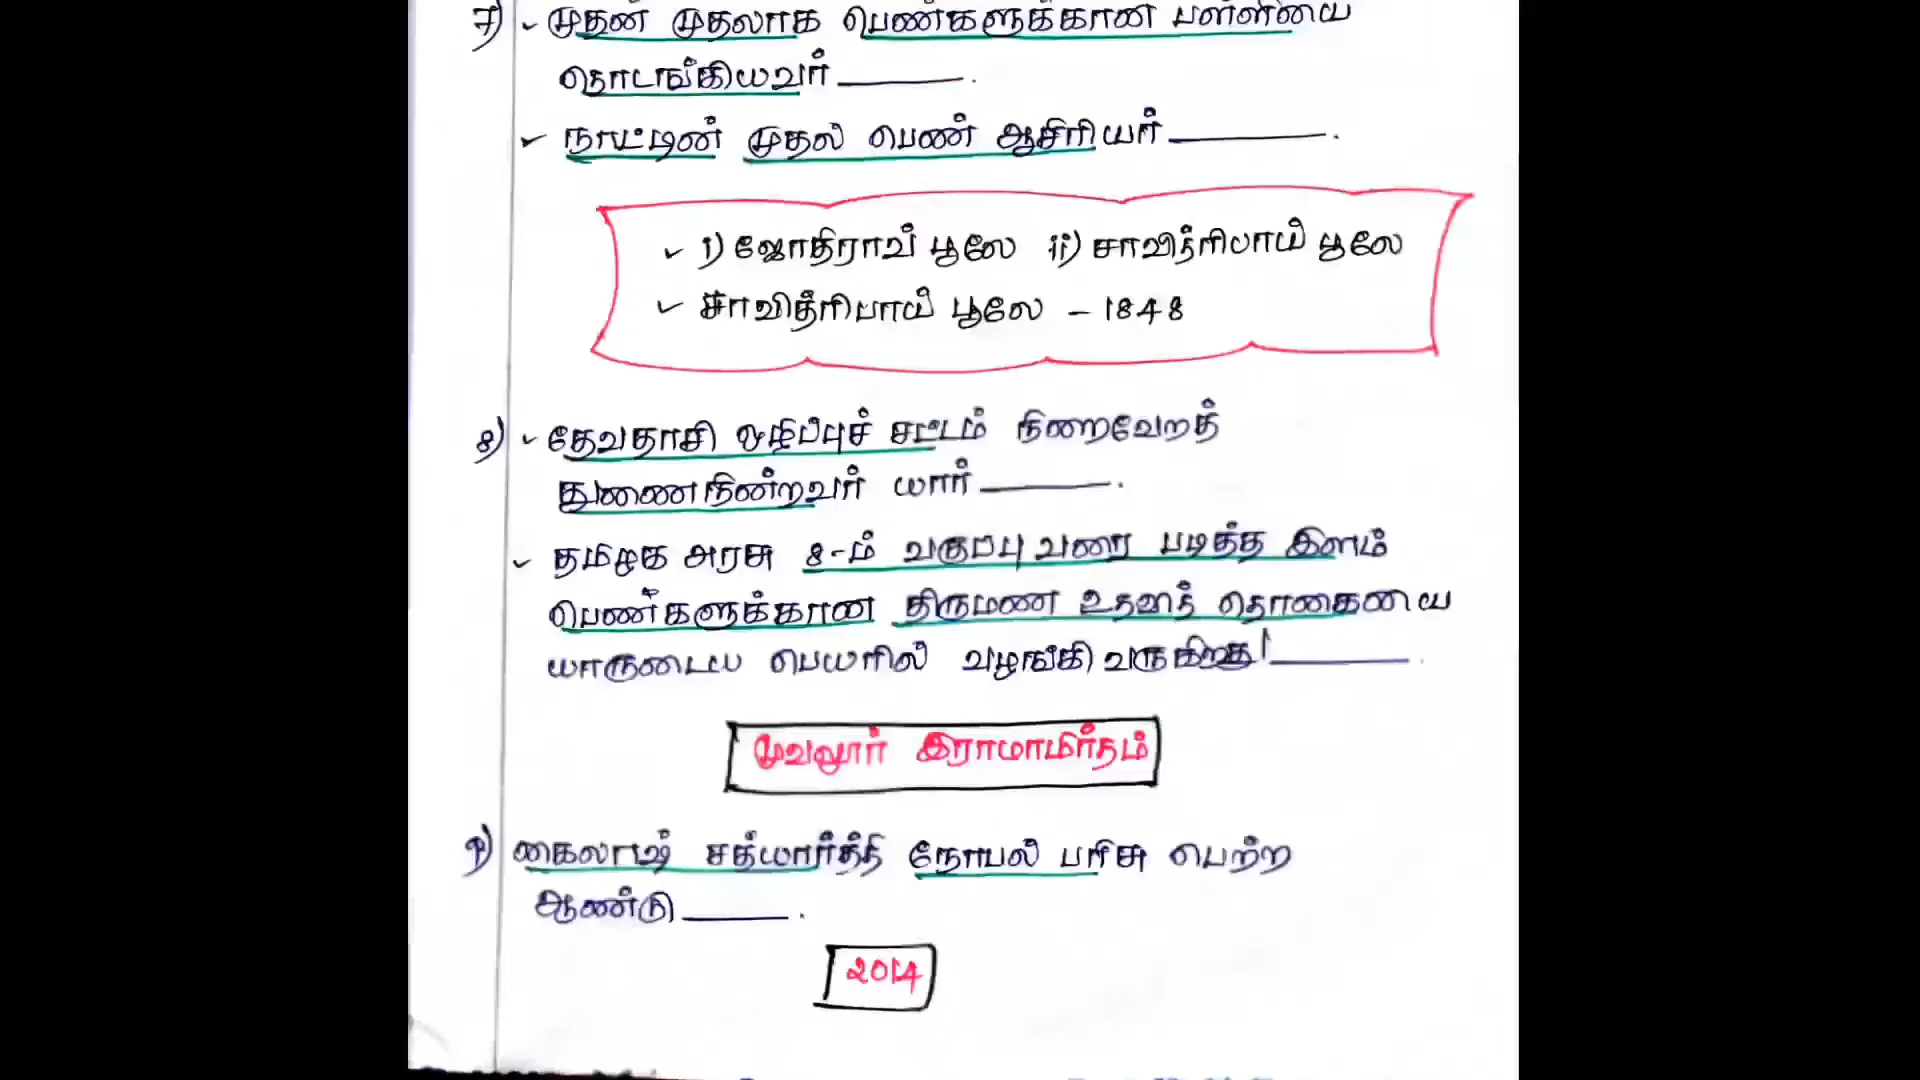 7) - முதன் முதலாக பெண்களுக்கான பள்ளியை
தொடங்கியவர் ______.
✓ நாட்டின் முதல் பெண் ஆசிரியர் ______.
✓ i) ஜோதிராவ் பூலே ii) சாவித்ரிபாய் பூலே
✓ சாவித்ரிபாய் பூலே - 1848
8) ✓ தேவதாசி ஒழிப்புச் சட்டம் நிறைவேறத்
துணைநின்றவர் யார் ______.
✓ தமிழக அரசு 8-ம் வகுப்பு வரை படித்த இளம்
பெண்களுக்கான திருமண உதவித் தொகையை
யாருடைய பெயரில் வழங்கி வருகிறது! ______.
மூவலூர் இராமாமிர்தம்
9) கைலாஷ் சத்யார்த்தி நோபல் பரிசு பெற்ற
ஆண்டு ______.
2014